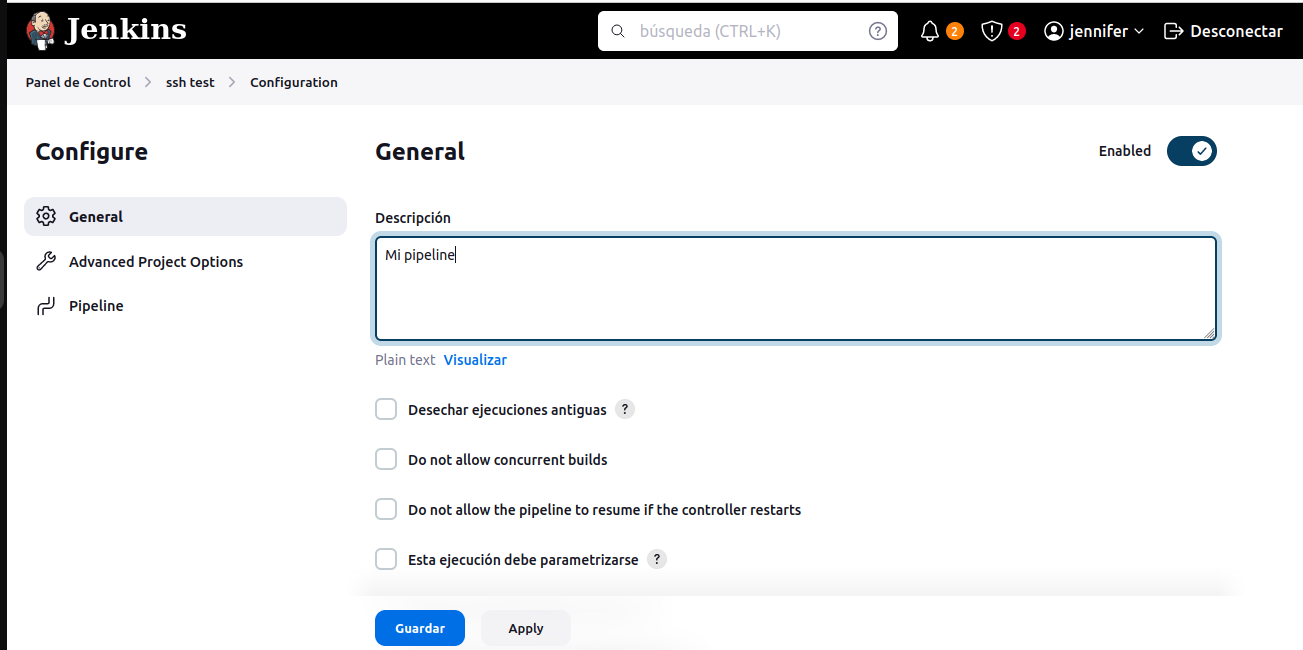 Jenkins búsqueda (CTRL+K) ? 2 2 jennifer Desconectar
Panel de Control > ssh test > Configuration
Configure
General
Advanced Project Options
Pipeline
General
Enabled
Descripción
Mi pipeline
Plain text Visualizar
Desechar ejecuciones antiguas ?
Do not allow concurrent builds
Do not allow the pipeline to resume if the controller restarts
Esta ejecución debe parametrizarse ?
Guardar Apply